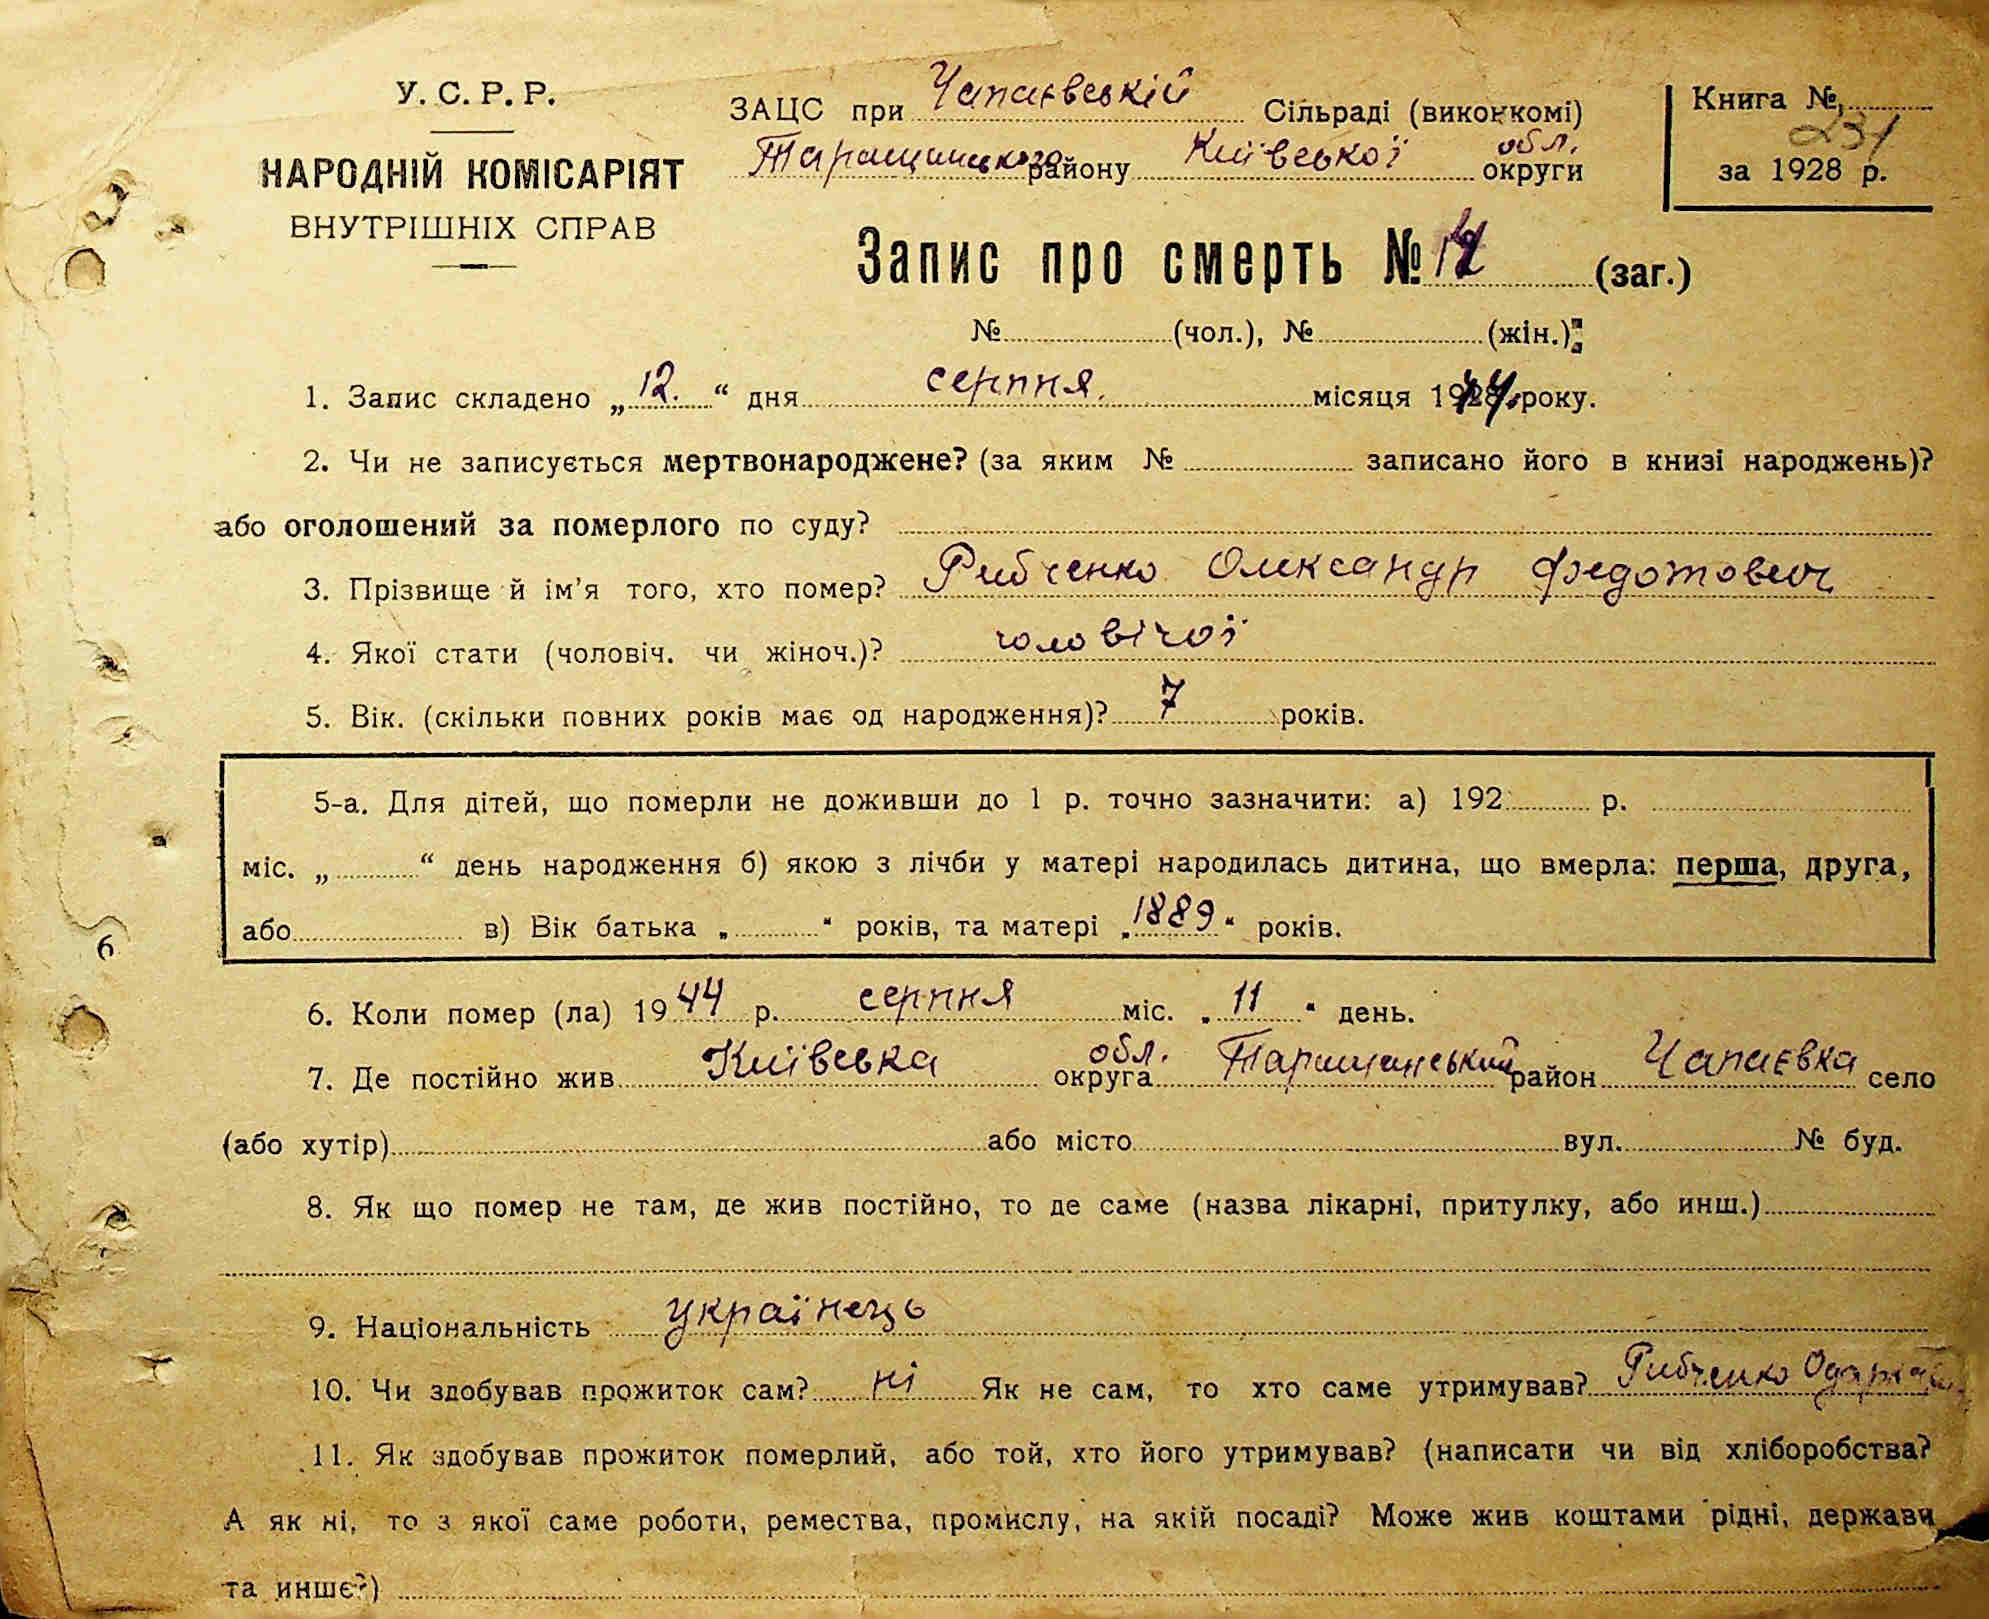 У. С. Р. Р.
НАРОДНІЙ КОМІСАРІЯТ
ВНУТРІШНІХ СПРАВ
ЗАЦС при Чапаєвській Сільраді (виконкомі)
Таращанського району Київської обл. округи
Книга №
231
за 1928 р.
Запис про смерть № (заг.)
№ (чол.), № (жін.)
1. Запис складено „12.“ дня серпня. місяця 1944 року.
2. Чи не записується мертвонароджене? (за яким № записано його в книзі народжень)?
або оголошений за померлого по суду?
3. Прізвище й ім’я того, хто помер? Рибченко Олександр Федотович
4. Якої стати (чоловіч. чи жіноч.)? чоловічої
5. Вік. (скільки повних років має од народження)? 7 років.
5-а. Для дітей, що померли не доживши до 1 р. точно зазначити: а) 192 р.
міс. „ “ день народження б) якою з лічби у матері народилась дитина, що вмерла: перша, друга,
або в) Вік батька „ “ років, та матері „1889“ років.
6. Коли помер (ла) 1944 р. серпня міс. „11“ день.
7. Де постійно жив Київська обл. округа Таращанський район Чапаєвка село
(або хутір) або місто вул. № буд.
8. Як що помер не там, де жив постійно, то де саме (назва лікарні, притулку, або инш.)
9. Національність українець
10. Чи здобував прожиток сам? ні Як не сам, то хто саме утримував? Рибченко
11. Як здобував прожиток померлий, або той, хто його утримував? (написати чи від хліборобства?
А як ні, то з якої саме роботи, ремества, промислу, на якій посаді? Може жив коштами рідні, держави
та инше?)
6